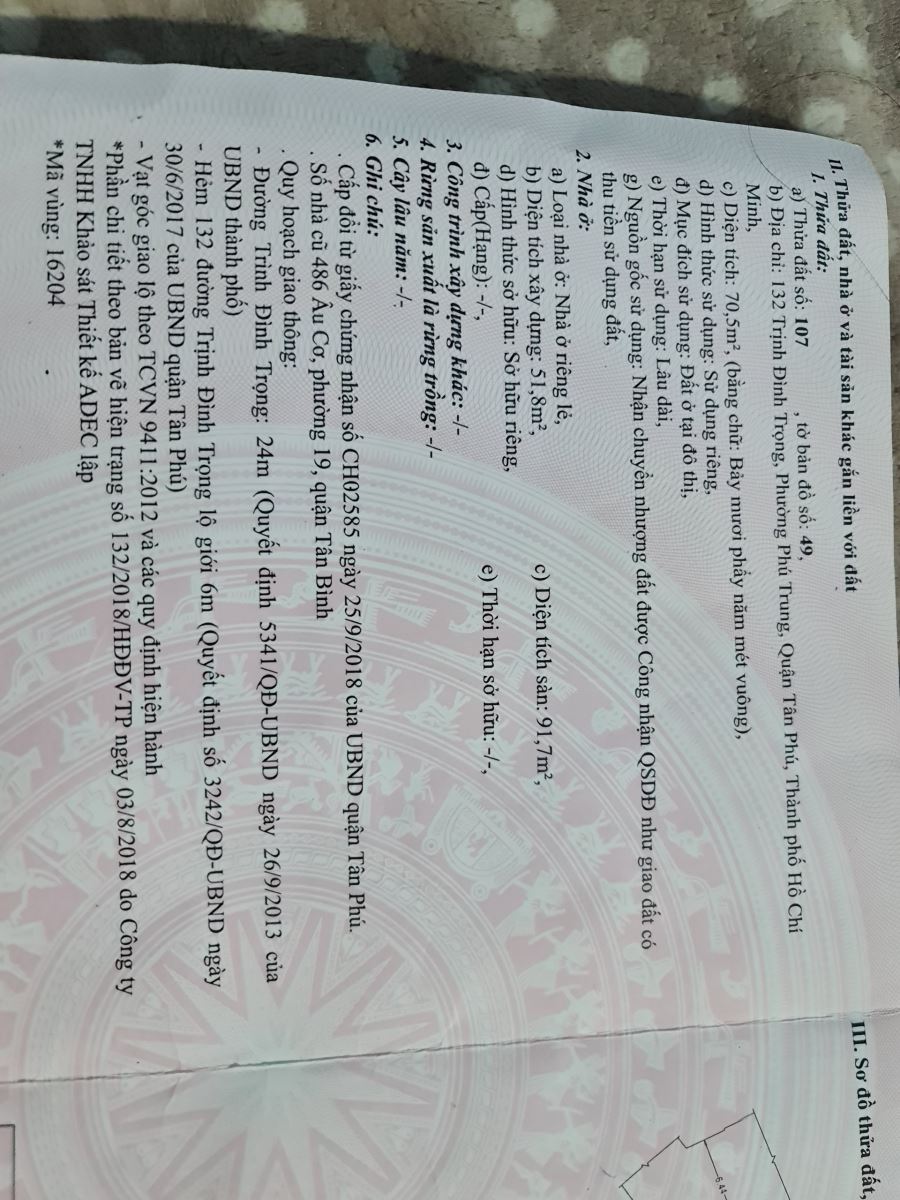 II. Thửa đất, nhà ở và tài sản khác gắn liền với đất
1. Thửa đất:
a) Thửa đất số: 107 , tờ bản đồ số: 49,
b) Địa chỉ: 132 Trịnh Đình Trọng, Phường Phú Trung, Quận Tân Phú, Thành phố Hồ Chí
Minh,
c) Diện tích: 70,5m², (bằng chữ: Bảy mươi phẩy năm mét vuông),
d) Hình thức sử dụng: Sử dụng riêng,
đ) Mục đích sử dụng: Đất ở tại đô thị,
e) Thời hạn sử dụng: Lâu dài,
g) Nguồn gốc sử dụng: Nhận chuyển nhượng đất được Công nhận QSDĐ như giao đất có
thu tiền sử dụng đất,
2. Nhà ở:
a) Loại nhà ở: Nhà ở riêng lẻ,
b) Diện tích xây dựng: 51,8m², c) Diện tích sàn: 91,7m²,
d) Hình thức sở hữu: Sở hữu riêng,
đ) Cấp(Hạng): -/-, e) Thời hạn sở hữu: -/-,
3. Công trình xây dựng khác: -/-
4. Rừng sản xuất là rừng trồng: -/-
5. Cây lâu năm: -/-.
6. Ghi chú:
. Cấp đổi từ giấy chứng nhận số CH02585 ngày 25/9/2018 của UBND quận Tân Phú.
. Số nhà cũ 486 Âu Cơ, phường 19, quận Tân Bình
. Quy hoạch giao thông:
- Đường Trịnh Đình Trọng: 24m (Quyết định 5341/QĐ-UBND ngày 26/9/2013 của
UBND thành phố)
- Hẻm 132 đường Trịnh Đình Trọng lộ giới 6m (Quyết định số 3242/QĐ-UBND ngày
30/6/2017 của UBND quận Tân Phú)
- Vạt góc giao lộ theo TCVN 9411:2012 và các quy định hiện hành
*Phần chi tiết theo bản vẽ hiện trạng số 132/2018/HĐĐV-TP ngày 03/8/2018 do Công ty
TNHH Khảo sát Thiết kế ADEC lập
*Mã vùng: 16204
III. Sơ đồ thửa đất,
6.44